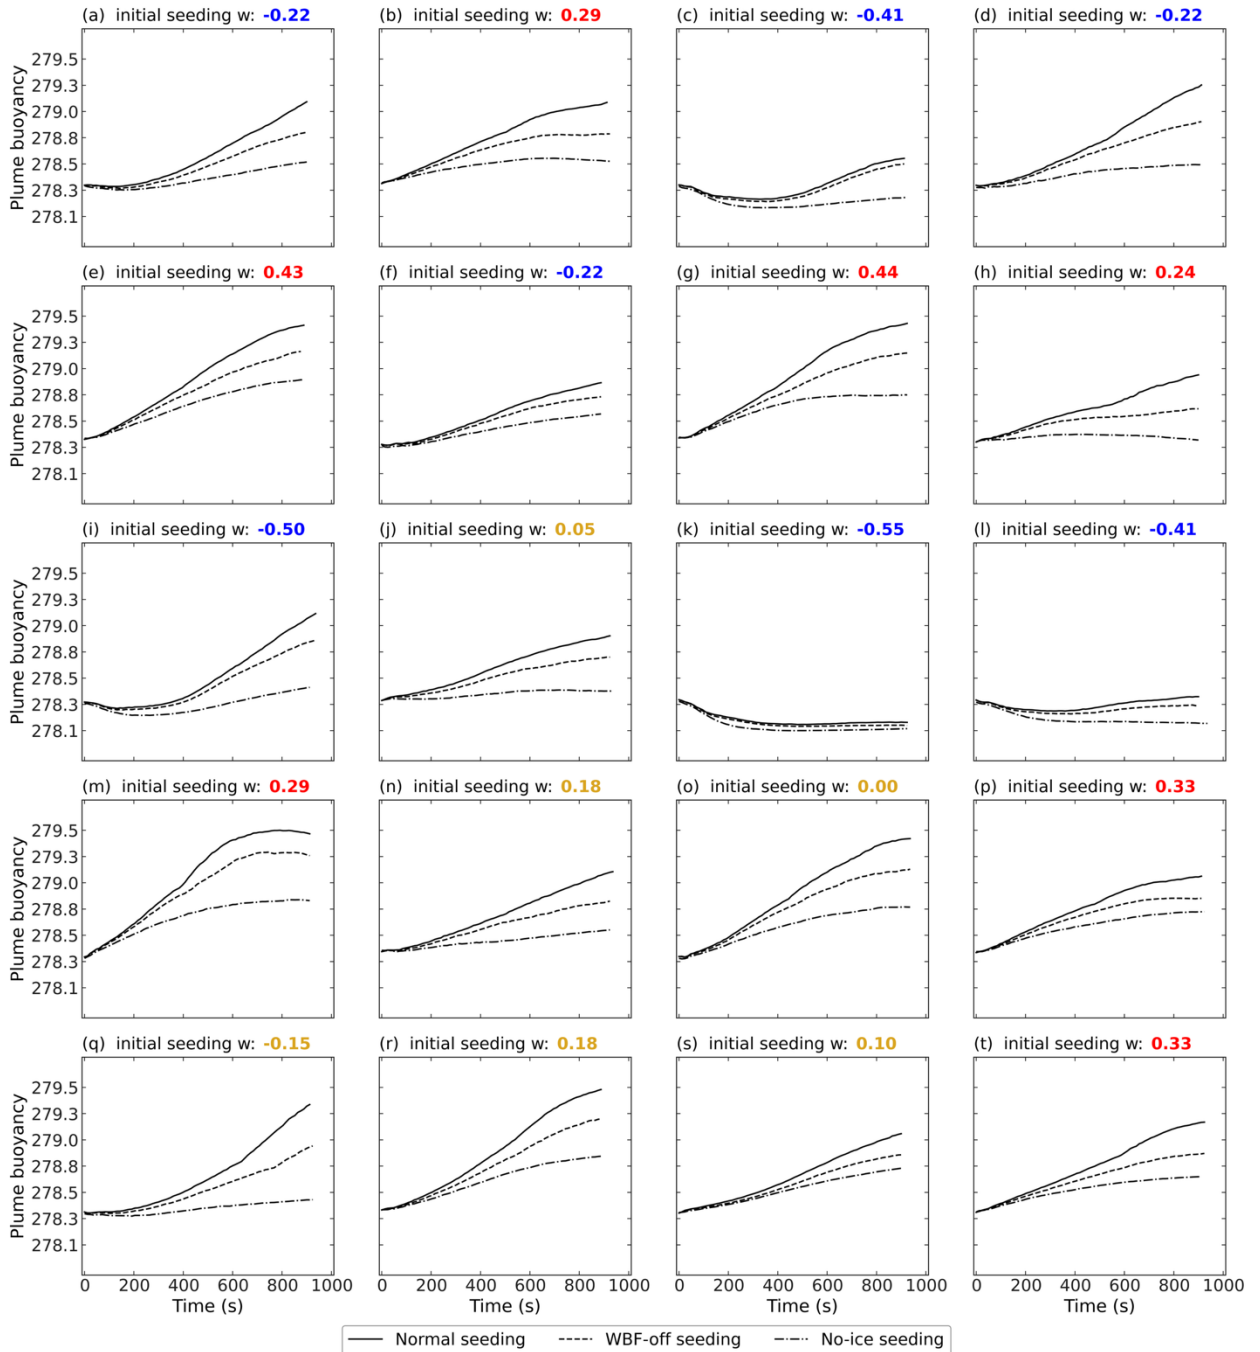 (a) initial seeding w: -0.22
(b) initial seeding w: 0.29
(c) initial seeding w: -0.41
(d) initial seeding w: -0.22
Plume buoyancy
279.5
279.3
279.0
278.8
278.5
278.3
278.1
(e) initial seeding w: 0.43
(f) initial seeding w: -0.22
(g) initial seeding w: 0.44
(h) initial seeding w: 0.24
Plume buoyancy
279.5
279.3
279.0
278.8
278.5
278.3
278.1
(i) initial seeding w: -0.50
(j) initial seeding w: 0.05
(k) initial seeding w: -0.55
(l) initial seeding w: -0.41
Plume buoyancy
279.5
279.3
279.0
278.8
278.5
278.3
278.1
(m) initial seeding w: 0.29
(n) initial seeding w: 0.18
(o) initial seeding w: 0.00
(p) initial seeding w: 0.33
Plume buoyancy
279.5
279.3
279.0
278.8
278.5
278.3
278.1
(q) initial seeding w: -0.15
(r) initial seeding w: 0.18
(s) initial seeding w: 0.10
(t) initial seeding w: 0.33
Plume buoyancy
279.5
279.3
279.0
278.8
278.5
278.3
278.1
0 200 400 600 800 1000
0 200 400 600 800 1000
0 200 400 600 800 1000
0 200 400 600 800 1000
Time (s)
Time (s)
Time (s)
Time (s)
Normal seeding
WBF-off seeding
No-ice seeding